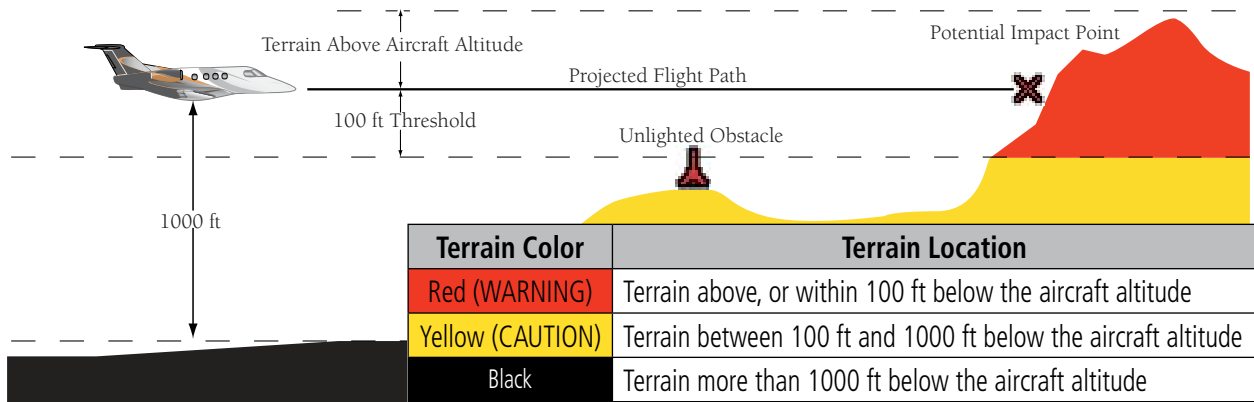 Terrain Above Aircraft Altitude
Potential Impact Point
Projected Flight Path
100 ft Threshold
Unlighted Obstacle
1000 ft
Terrain Color Terrain Location
Red (WARNING) Terrain above, or within 100 ft below the aircraft altitude
Yellow (CAUTION) Terrain between 100 ft and 1000 ft below the aircraft altitude
Black Terrain more than 1000 ft below the aircraft altitude